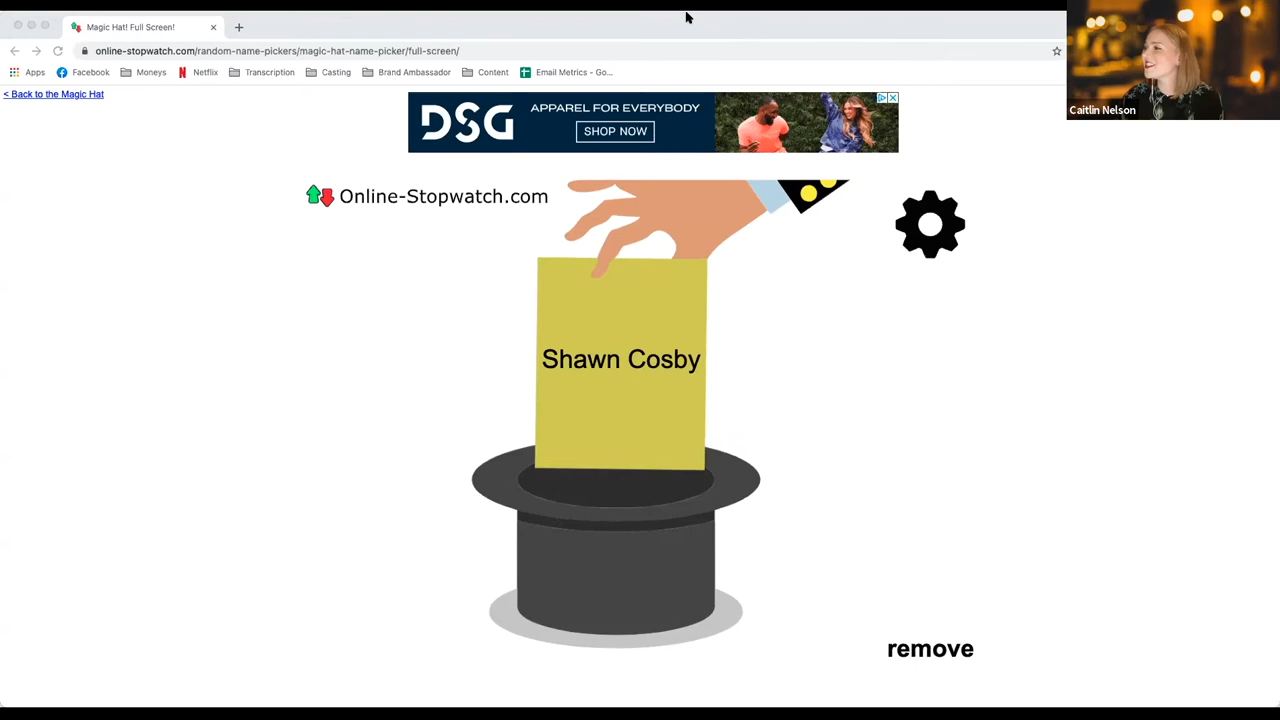 Magic Hat! Full Screen!
online-stopwatch.com/random-name-pickers/magic-hat-name-picker/full-screen/
Apps Facebook Moneys Netflix Transcription Casting Brand Ambassador Content Email Metrics - Go...
Caitlin Nelson
< Back to the Magic Hat
DSG
APPAREL FOR EVERYBODY
SHOP NOW
Online-Stopwatch.com
Shawn Cosby
remove